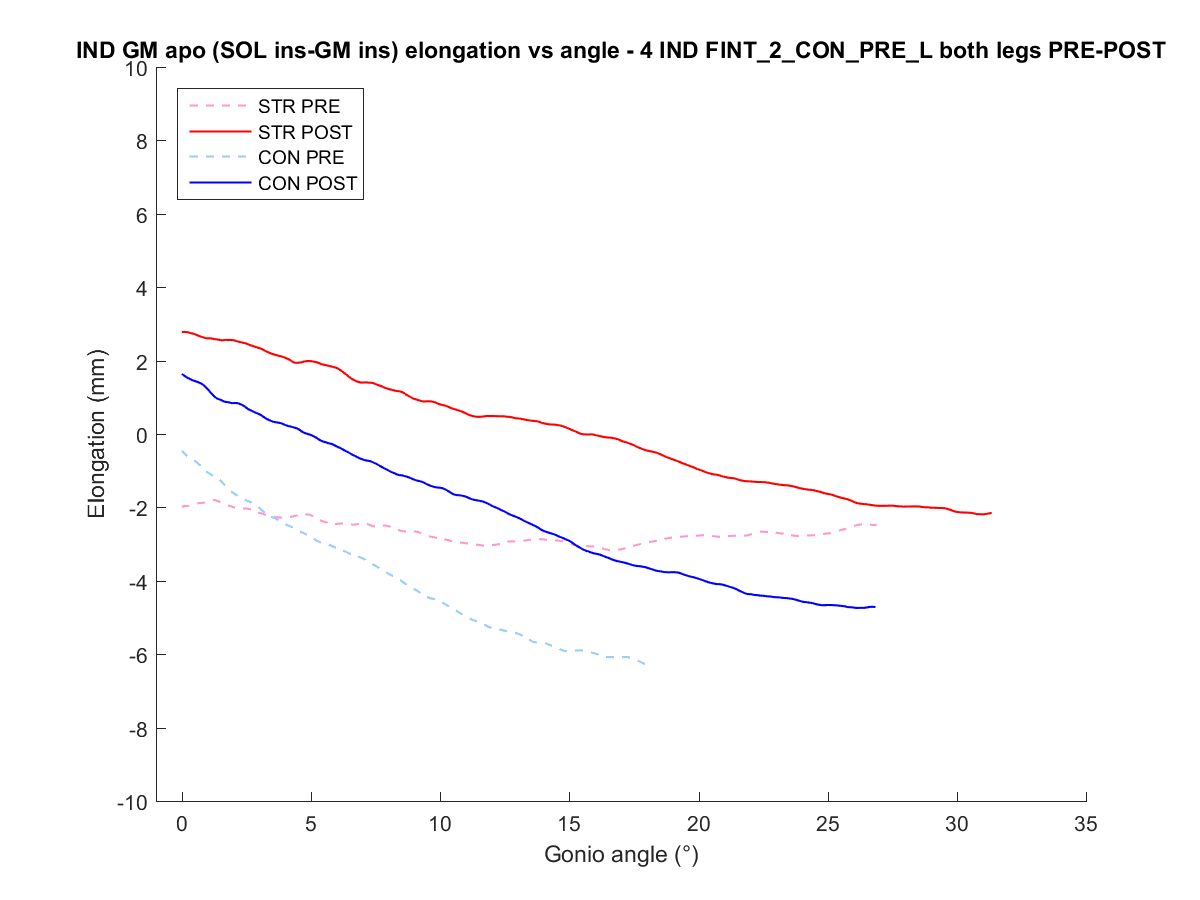 IND GM apo (SOL ins-GM ins) elongation vs angle - 4 IND FINT_2_CON_PRE_L both legs PRE-POST
STR PRE
STR POST
CON PRE
CON POST
10
8
6
4
2
0
-2
-4
-6
-8
-10
Elongation (mm)
0 5 10 15 20 25 30 35
Gonio angle (°)